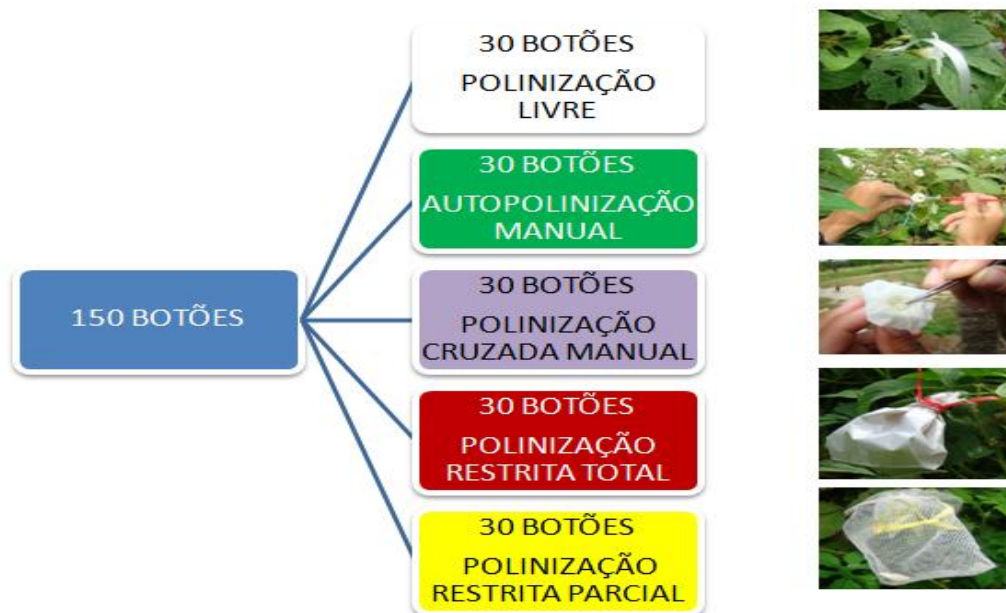 30 BOTÕES
POLINIZAÇÃO
LIVRE
30 BOTÕES
AUTOPOLINIZAÇÃO
MANUAL
150 BOTÕES
30 BOTÕES
POLINIZAÇÃO
CRUZADA MANUAL
30 BOTÕES
POLINIZAÇÃO
RESTRITA TOTAL
30 BOTÕES
POLINIZAÇÃO
RESTRITA PARCIAL